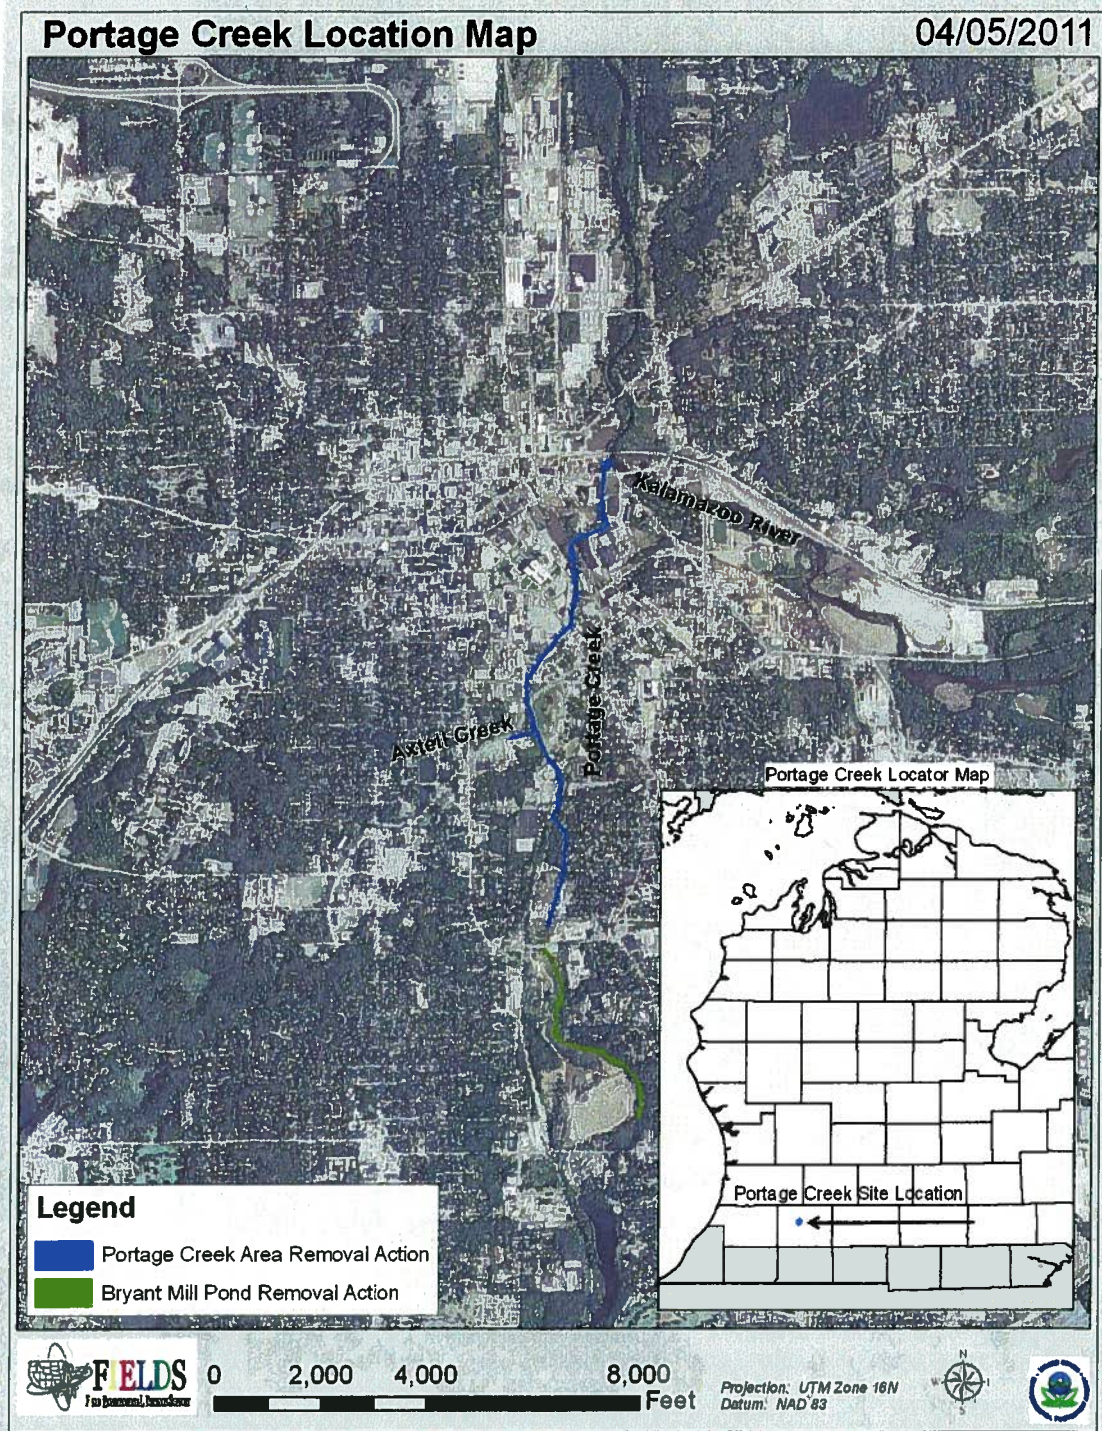 Portage Creek Location Map
04/05/2011
Kalamazoo River
Portage Creek
Axtell Creek
Portage Creek Locator Map
Portage Creek Site Location
Legend
Portage Creek Area Removal Action
Bryant Mill Pond Removal Action
FIELDS
0 2,000 4,000 8,000
Feet
Projection: UTM Zone 16N
Datum: NAD 83
N
S